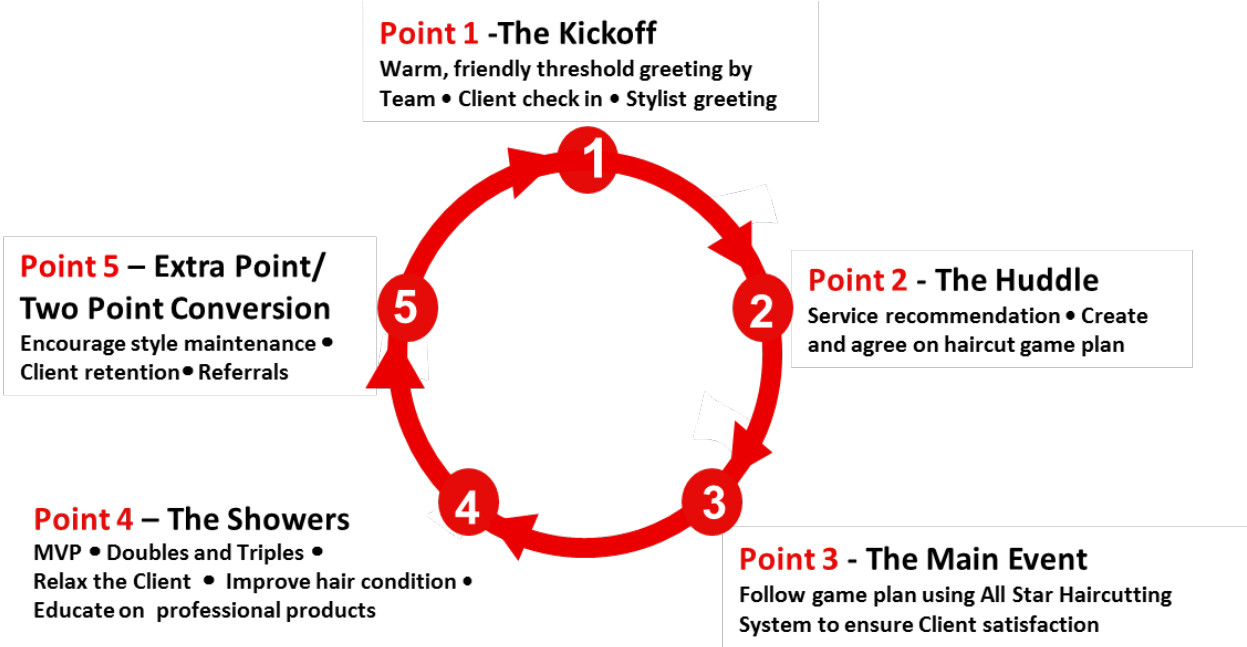 Point 1 -The Kickoff
Warm, friendly threshold greeting by
Team • Client check in • Stylist greeting
1
Point 2 - The Huddle
Service recommendation • Create
and agree on haircut game plan
2
Point 3 - The Main Event
Follow game plan using All Star Haircutting
System to ensure Client satisfaction
3
Point 4 – The Showers
MVP • Doubles and Triples •
Relax the Client • Improve hair condition •
Educate on professional products
4
Point 5 – Extra Point/
Two Point Conversion
Encourage style maintenance •
Client retention• Referrals
5